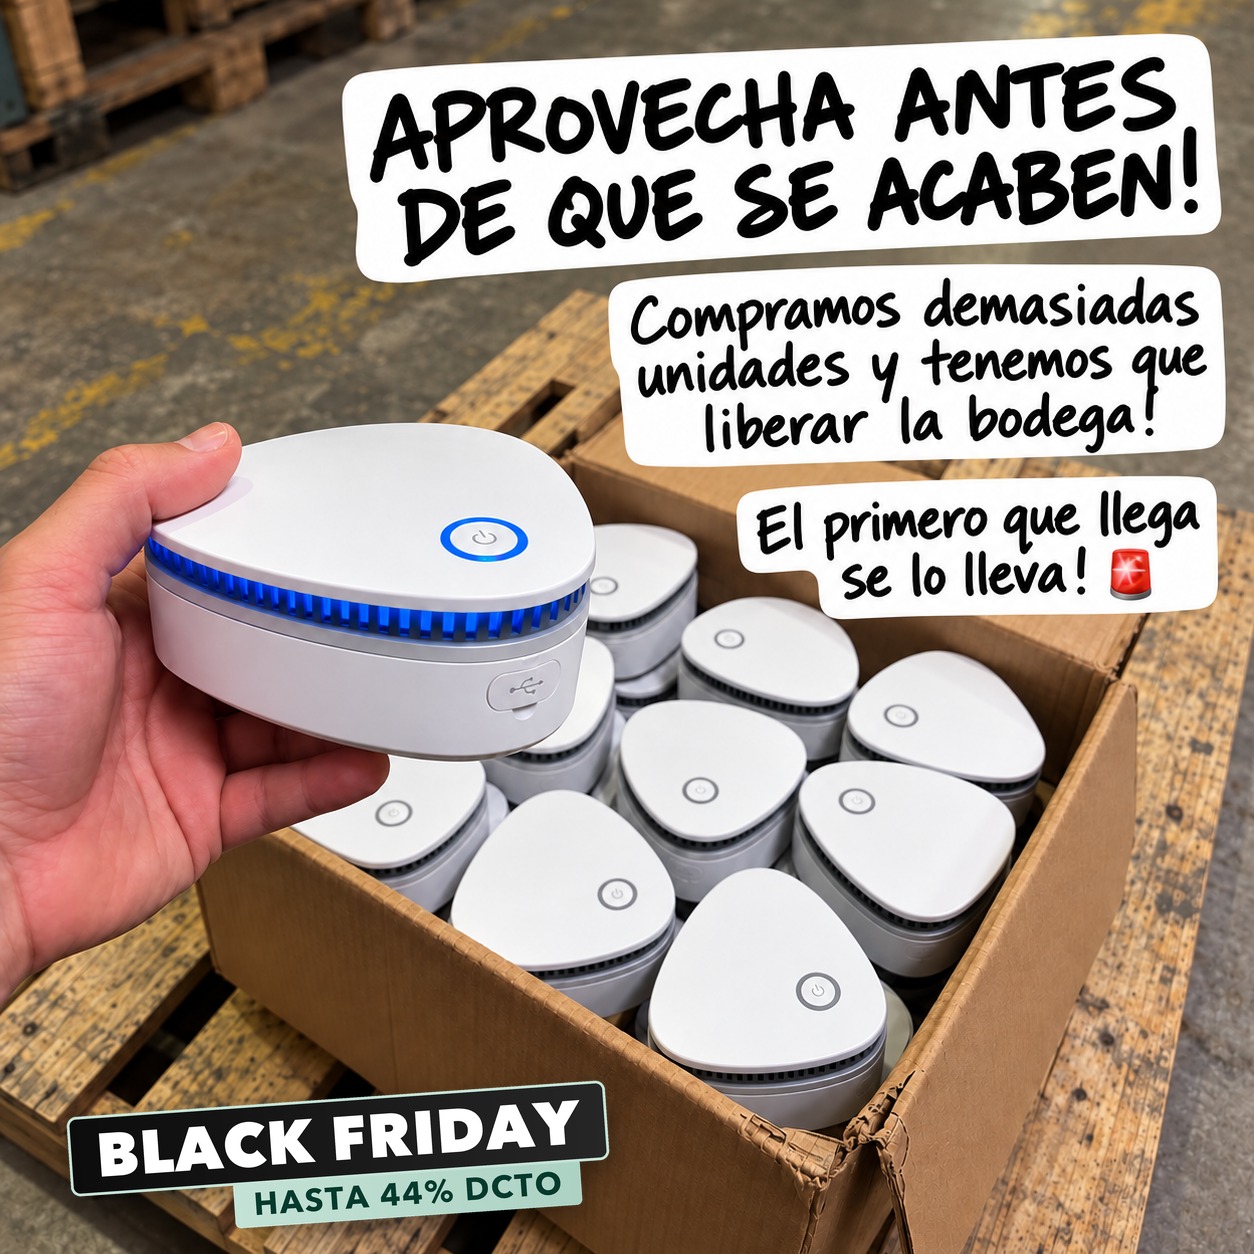 APROVECHA ANTES
DE QUE SE ACABEN!
Compramos demasiadas
unidades y tenemos que
liberar la bodega!
El primero que llega
se lo lleva! 🚨
BLACK FRIDAY
HASTA 44% DCTO